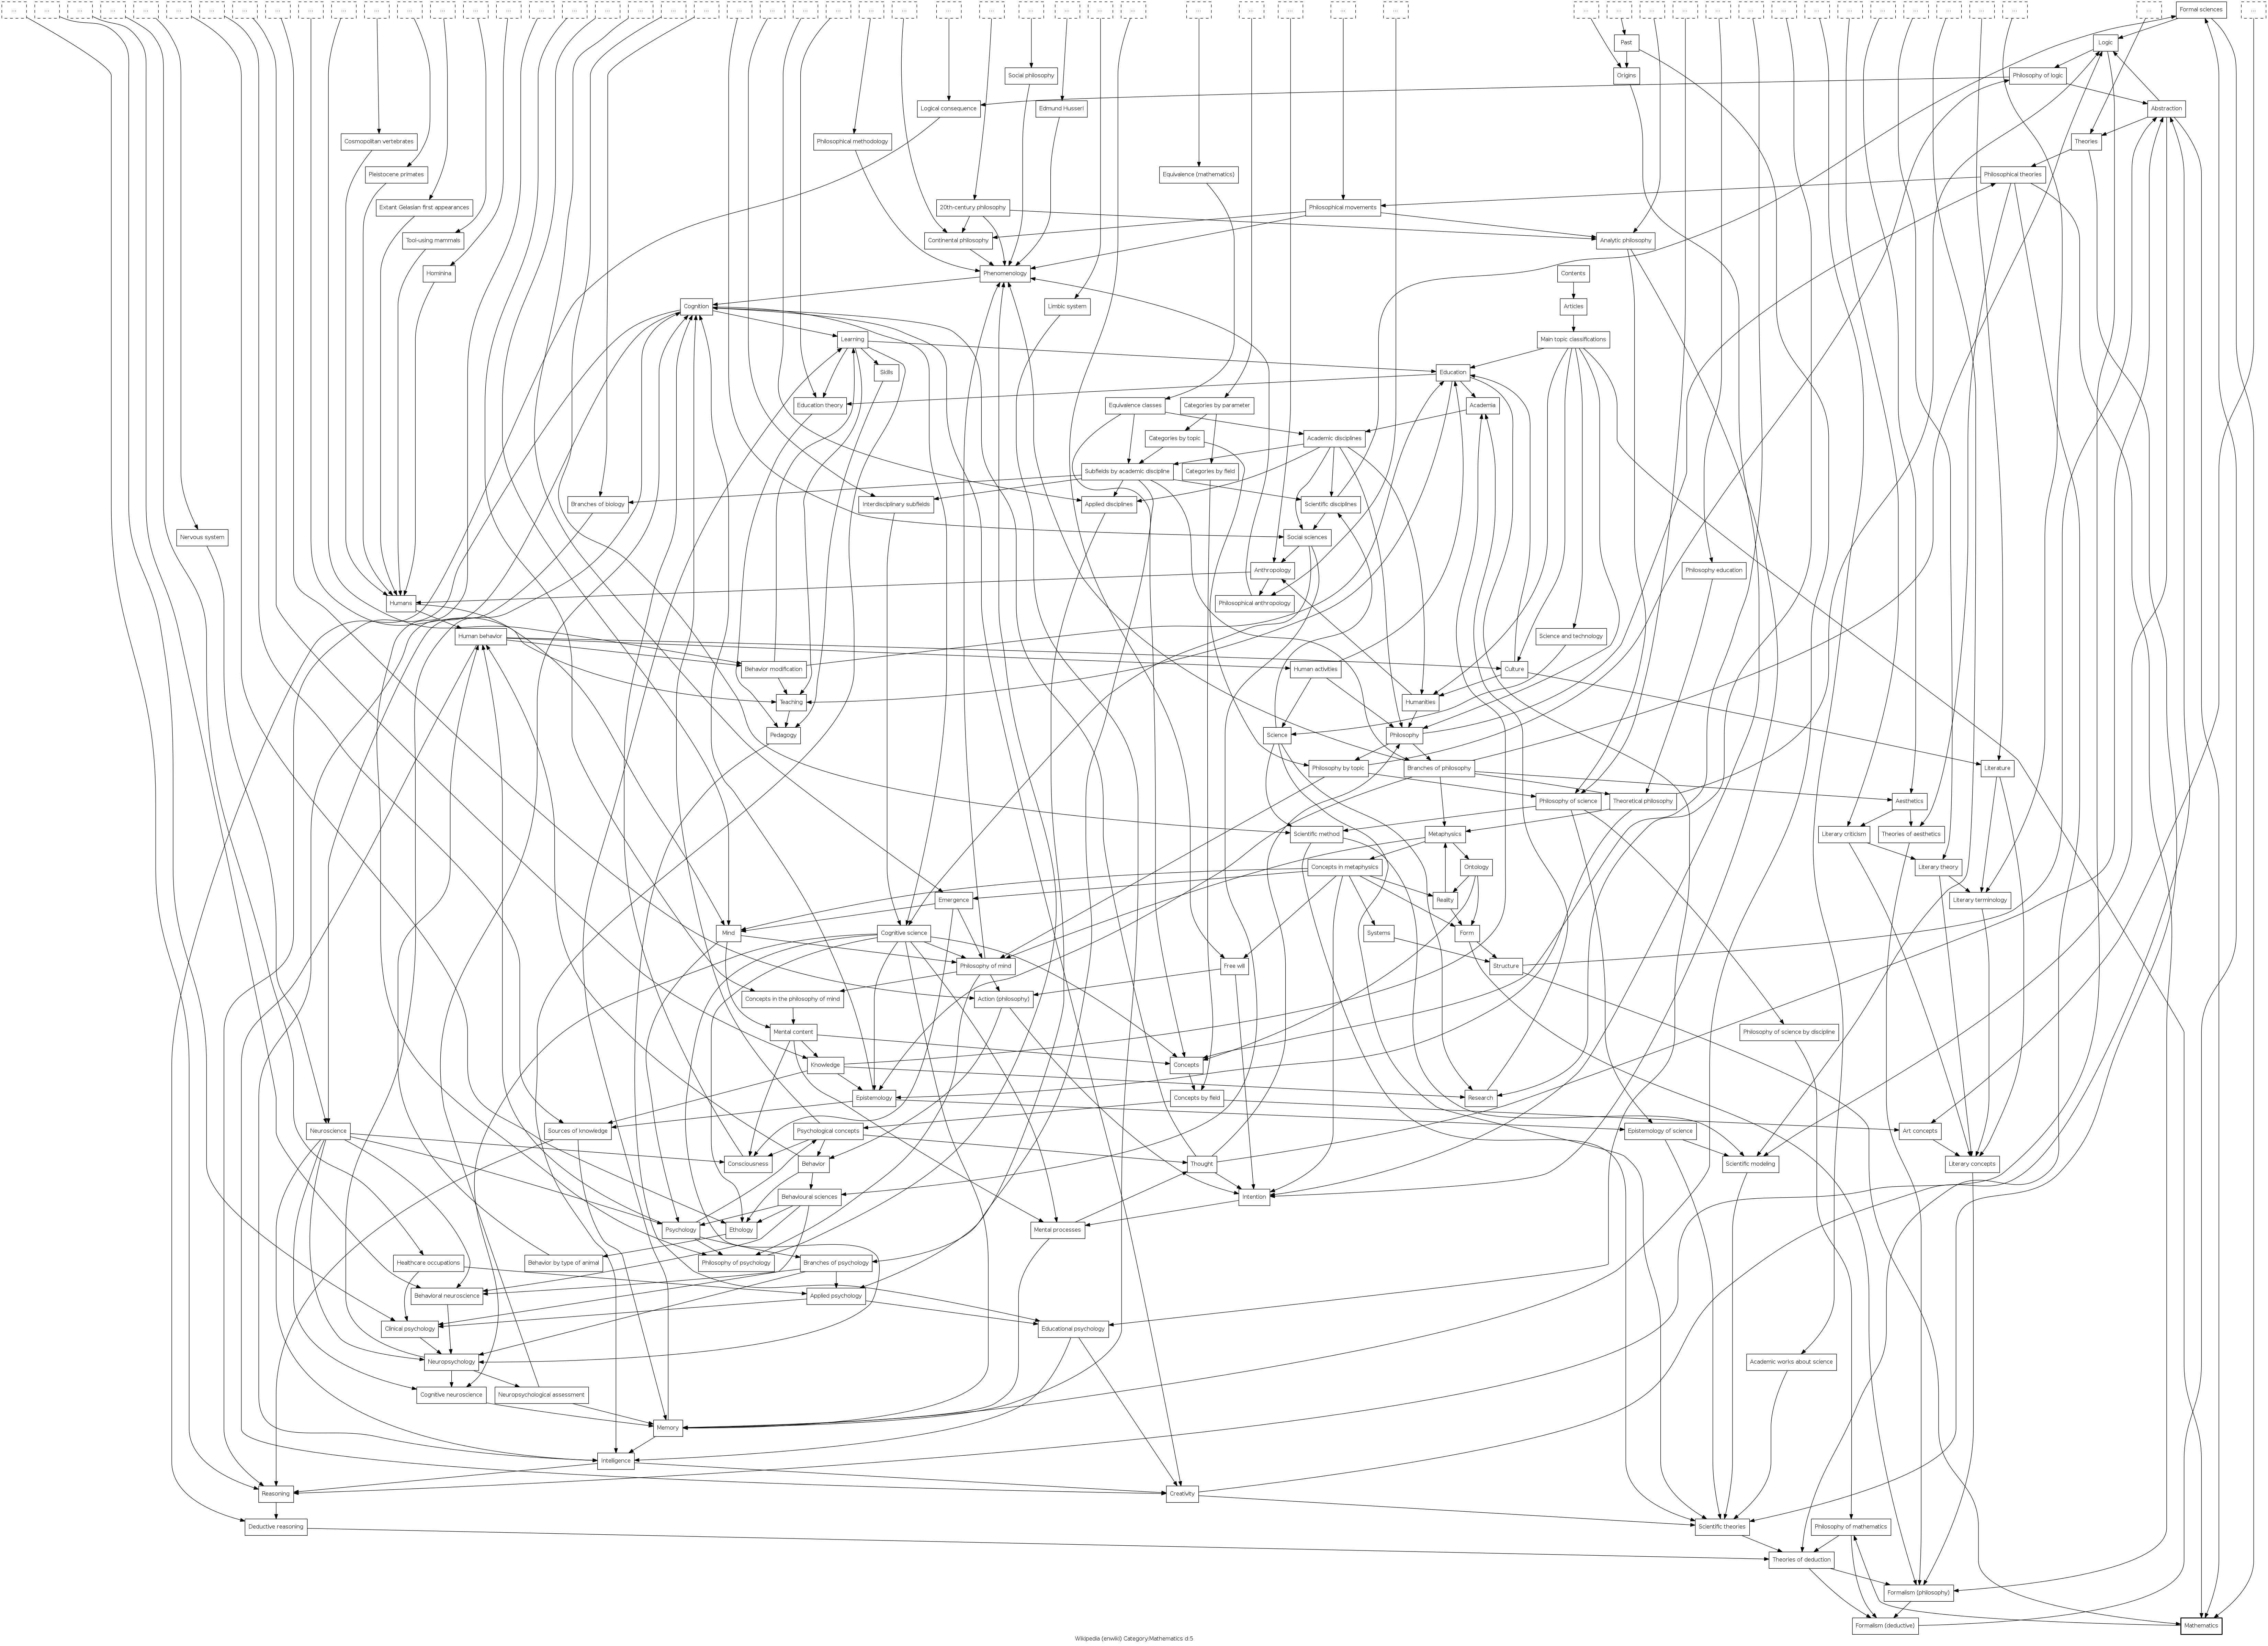 Formal sciences
Past
Logic
Social philosophy
Origins
Philosophy of logic
Logical consequence
Edmund Husserl
Abstraction
Cosmopolitan vertebrates
Philosophical methodology
Theories
Pleistocene primates
Equivalence (mathematics)
Philosophical theories
Extant Gelasian first appearances
20th-century philosophy
Philosophical movements
Tool-using mammals
Continental philosophy
Analytic philosophy
Hominina
Phenomenology
Contents
Cognition
Limbic system
Articles
Learning
Main topic classifications
Skills
Education
Education theory
Equivalence classes
Categories by parameter
Academia
Categories by topic
Academic disciplines
Subfields by academic discipline
Categories by field
Branches of biology
Interdisciplinary subfields
Applied disciplines
Scientific disciplines
Nervous system
Social sciences
Anthropology
Philosophy education
Humans
Philosophical anthropology
Human behavior
Science and technology
Behavior modification
Human activities
Culture
Teaching
Humanities
Pedagogy
Science
Philosophy
Philosophy by topic
Branches of philosophy
Literature
Philosophy of science
Theoretical philosophy
Aesthetics
Scientific method
Metaphysics
Literary criticism
Theories of aesthetics
Concepts in metaphysics
Ontology
Literary theory
Emergence
Reality
Literary terminology
Mind
Cognitive science
Systems
Form
Philosophy of mind
Free will
Structure
Concepts in the philosophy of mind
Action (philosophy)
Mental content
Philosophy of science by discipline
Knowledge
Concepts
Epistemology
Concepts by field
Research
Neuroscience
Sources of knowledge
Psychological concepts
Epistemology of science
Art concepts
Consciousness
Behavior
Thought
Scientific modeling
Literary concepts
Behavioural sciences
Intention
Psychology
Ethology
Mental processes
Healthcare occupations
Behavior by type of animal
Philosophy of psychology
Branches of psychology
Behavioral neuroscience
Applied psychology
Clinical psychology
Educational psychology
Neuropsychology
Academic works about science
Cognitive neuroscience
Neuropsychological assessment
Memory
Intelligence
Reasoning
Creativity
Deductive reasoning
Scientific theories
Philosophy of mathematics
Theories of deduction
Formalism (philosophy)
Formalism (deductive)
Mathematics
Wikipedia (enwiki) Category:Mathematics d:5